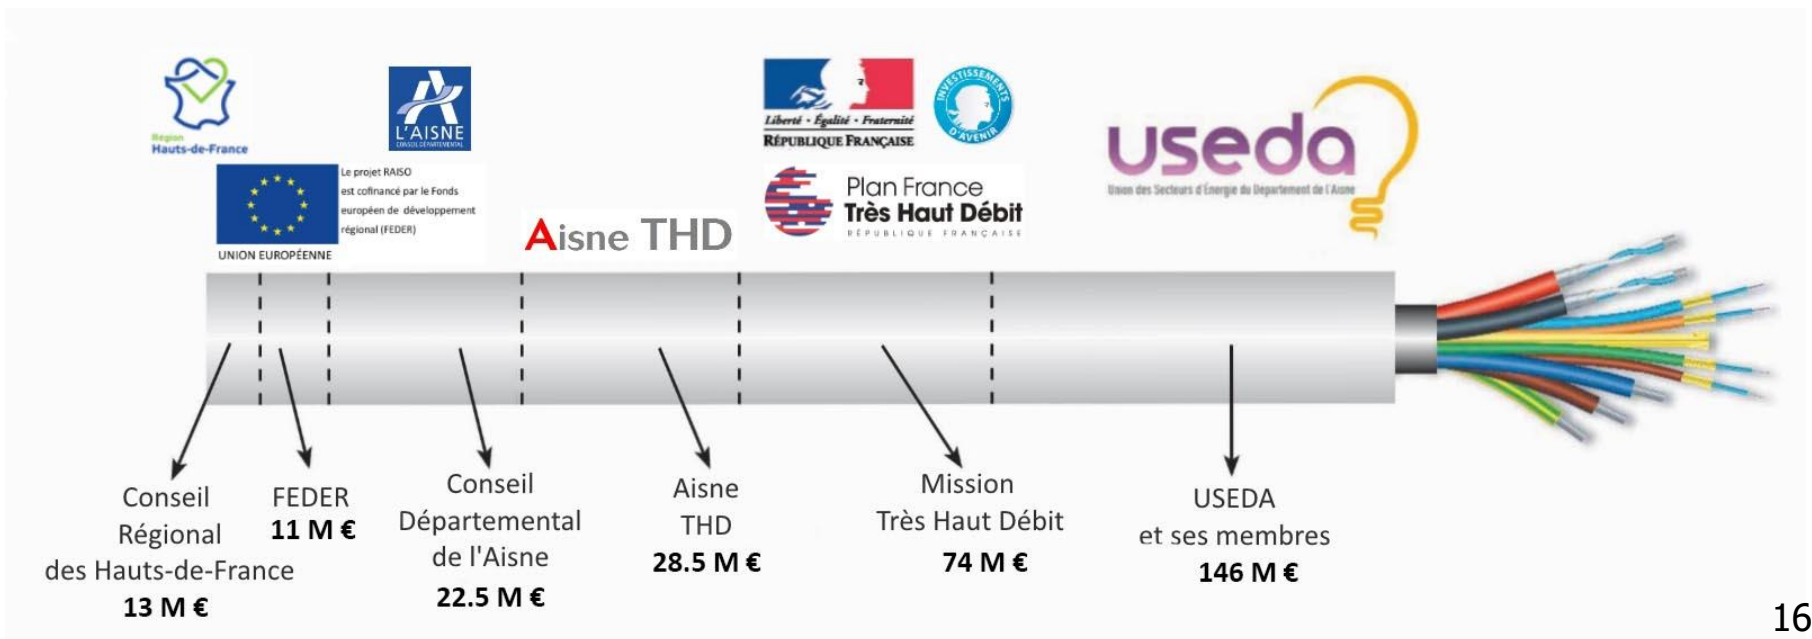 Région
Hauts-de-France
L'AISNE
CONSEIL DÉPARTEMENTAL
UNION EUROPÉENNE
Le projet RAISO
est cofinancé par le Fonds
européen de développement
régional (FEDER)
Aisne THD
Liberté • Égalité • Fraternité
RÉPUBLIQUE FRANÇAISE
INVESTISSEMENTS
D'AVENIR
Plan France
Très Haut Débit
RÉPUBLIQUE FRANÇAISE
useda
Union des Secteurs d'Énergie du Département de l'Aisne
Conseil
Régional
des Hauts-de-France
13 M €
FEDER
11 M €
Conseil
Départemental
de l'Aisne
22.5 M €
Aisne
THD
28.5 M €
Mission
Très Haut Débit
74 M €
USEDA
et ses membres
146 M €
16